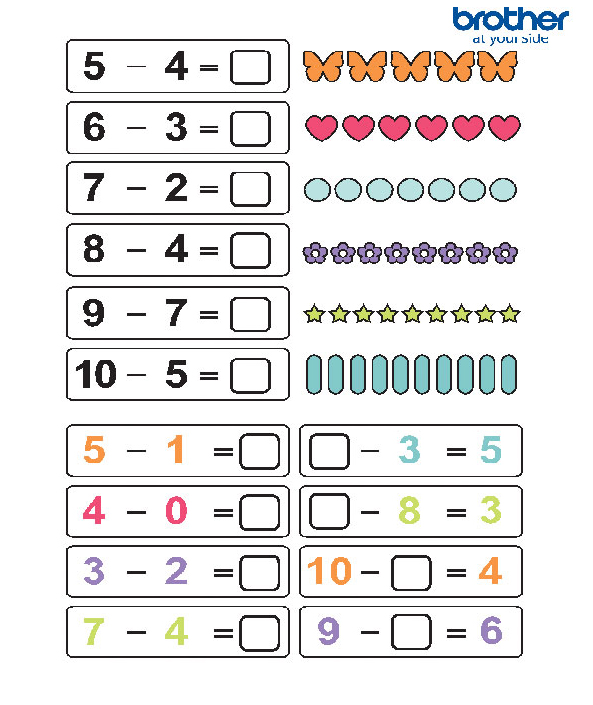 brother
at your side
5 - 4 =
6 - 3 =
7 - 2 =
8 - 4 =
9 - 7 =
10 - 5 =
5 - 1 =
- 3 = 5
4 - 0 =
- 8 = 3
3 - 2 =
10 - = 4
7 - 4 =
9 - = 6